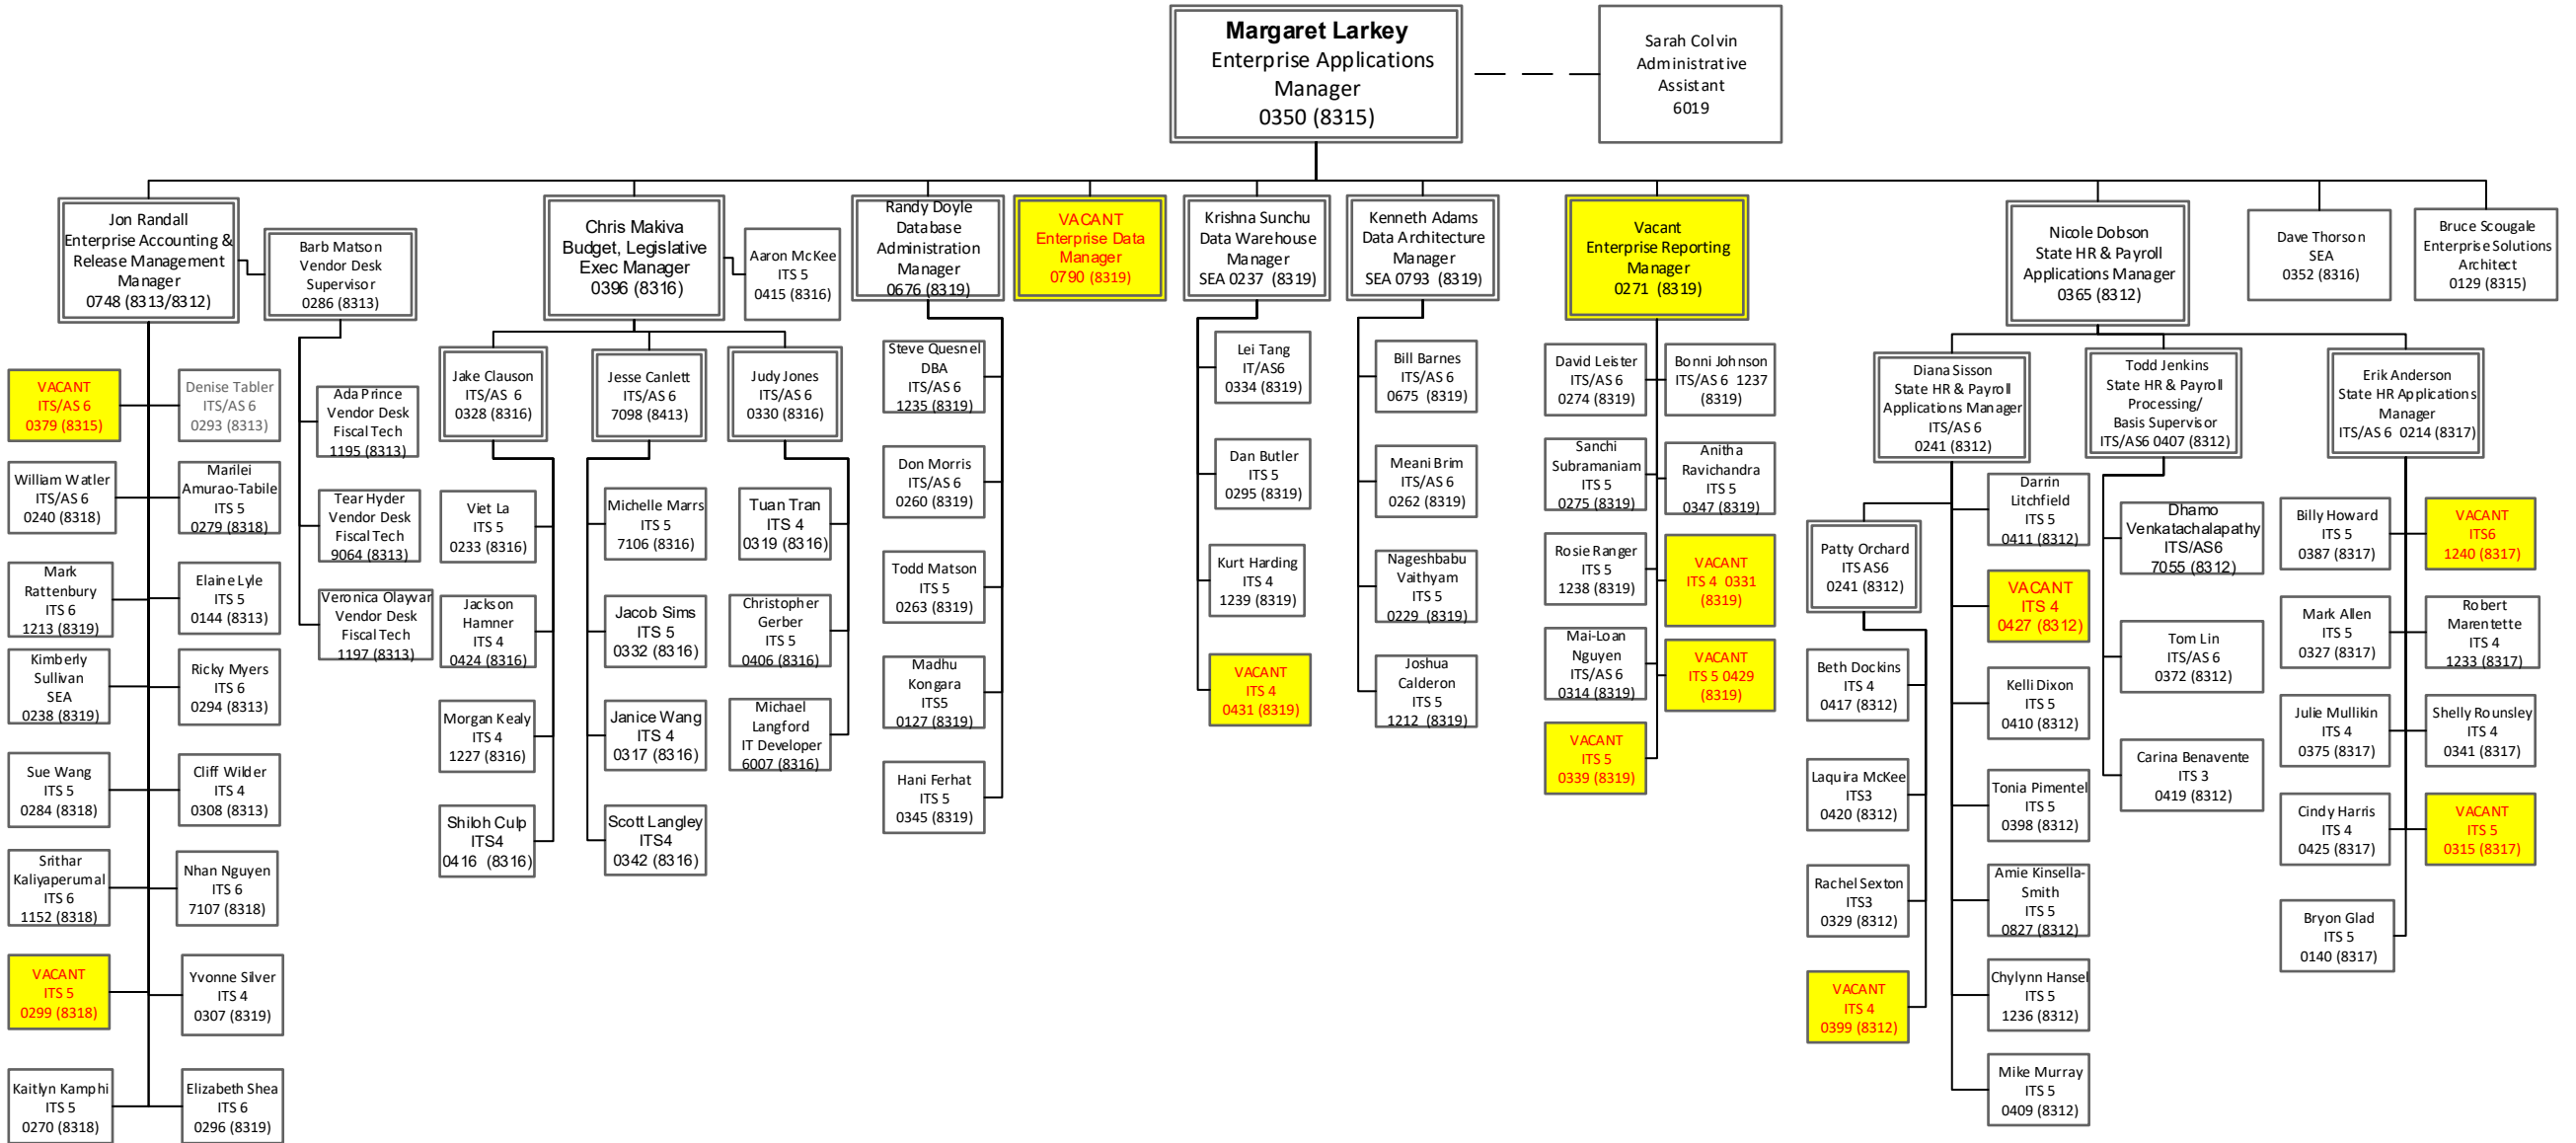 Margaret Larkey
Enterprise Applications
Manager
0350 (8315)
Sarah Colvin
Administrative
Assistant
6019
Jon Randall
Enterprise Accounting &
Release Management
Manager
0748 (8313/8312)
Barb Matson
Vendor Desk
Supervisor
0286 (8313)
Chris Makiva
Budget, Legislative
Exec Manager
0396 (8316)
Aaron McKee
ITS 5
0415 (8316)
Randy Doyle
Database
Administration
Manager
0676 (8319)
VACANT
Enterprise Data
Manager
0790 (8319)
Krishna Sunchu
Data Warehouse
Manager
SEA 0237 (8319)
Kenneth Adams
Data Architecture
Manager
SEA 0793 (8319)
Vacant
Enterprise Reporting
Manager
0271 (8319)
Nicole Dobson
State HR & Payroll
Applications Manager
0365 (8312)
Dave Thorson
SEA
0352 (8316)
Bruce Scougale
Enterprise Solutions
Architect
0129 (8315)
VACANT
ITS/AS 6
0379 (8315)
Denise Tabler
ITS/AS 6
0293 (8313)
William Watler
ITS/AS 6
0240 (8318)
Marilei
Amurao-Tabile
ITS 5
0279 (8318)
Mark
Rattenbury
ITS 6
1213 (8319)
Elaine Lyle
ITS 5
0144 (8313)
Kimberly
Sullivan
SEA
0238 (8319)
Ricky Myers
ITS 6
0294 (8313)
Sue Wang
ITS 5
0284 (8318)
Cliff Wilder
ITS 4
0308 (8313)
Srithar
Kaliyaperumal
ITS 6
1152 (8318)
Nhan Nguyen
ITS 6
7107 (8318)
VACANT
ITS 5
0299 (8318)
Yvonne Silver
ITS 4
0307 (8319)
Kaitlyn Kamphi
ITS 5
0270 (8318)
Elizabeth Shea
ITS 6
0296 (8319)
Ada Prince
Vendor Desk
Fiscal Tech
1195 (8313)
Tear Hyder
Vendor Desk
Fiscal Tech
9064 (8313)
Veronica Olayvar
Vendor Desk
Fiscal Tech
1197 (8313)
Jake Clauson
ITS/AS 6
0328 (8316)
Jesse Canlett
ITS/AS 6
7098 (8413)
Judy Jones
ITS/AS 6
0330 (8316)
Viet La
ITS 5
0233 (8316)
Jackson
Hamner
ITS 4
0424 (8316)
Morgan Kealy
ITS 4
1227 (8316)
Shiloh Culp
ITS4
0416 (8316)
Michelle Marrs
ITS 5
7106 (8316)
Jacob Sims
ITS 5
0332 (8316)
Janice Wang
ITS 4
0317 (8316)
Scott Langley
ITS4
0342 (8316)
Tuan Tran
ITS 4
0319 (8316)
Christopher
Gerber
ITS 5
0406 (8316)
Michael
Langford
IT Developer
6007 (8316)
Steve Quesnel
DBA
ITS/AS 6
1235 (8319)
Don Morris
ITS/AS 6
0260 (8319)
Todd Matson
ITS 5
0263 (8319)
Madhu
Kongara
ITS5
0127 (8319)
Hani Ferhat
ITS 5
0345 (8319)
Lei Tang
IT/AS6
0334 (8319)
Dan Butler
ITS 5
0295 (8319)
Kurt Harding
ITS 4
1239 (8319)
VACANT
ITS 4
0431 (8319)
Bill Barnes
ITS/AS 6
0675 (8319)
Meani Brim
ITS/AS 6
0262 (8319)
Nageshbabu
Vaithyam
ITS 5
0229 (8319)
Joshua
Calderon
ITS 5
1212 (8319)
David Leister
ITS/AS 6
0274 (8319)
Bonni Johnson
ITS/AS 6 1237
(8319)
Sanchi
Subramaniam
ITS 5
0275 (8319)
Anitha
Ravichandra
ITS 5
0347 (8319)
Rosie Ranger
ITS 5
1238 (8319)
VACANT
ITS 4 0331
(8319)
Mai-Loan
Nguyen
ITS/AS 6
0314 (8319)
VACANT
ITS 5 0429
(8319)
VACANT
ITS 5
0339 (8319)
Diana Sisson
State HR & Payroll
Applications Manager
ITS/AS 6
0241 (8312)
Todd Jenkins
State HR & Payroll
Processing/
Basis Supervisor
ITS/AS6 0407 (8312)
Erik Anderson
State HR Applications
Manager
ITS/AS 6 0214 (8317)
Patty Orchard
ITS AS6
0241 (8312)
Beth Dockins
ITS 4
0417 (8312)
Laquira McKee
ITS3
0420 (8312)
Rachel Sexton
ITS3
0329 (8312)
VACANT
ITS 4
0399 (8312)
Darrin
Litchfield
ITS 5
0411 (8312)
VACANT
ITS 4
0427 (8312)
Kelli Dixon
ITS 5
0410 (8312)
Tonia Pimentel
ITS 5
0398 (8312)
Amie Kinsella-
Smith
ITS 5
0827 (8312)
Chylynn Hansel
ITS 5
1236 (8312)
Mike Murray
ITS 5
0409 (8312)
Dhamo
Venkatachalapathy
ITS/AS6
7055 (8312)
Tom Lin
ITS/AS 6
0372 (8312)
Carina Benavente
ITS 3
0419 (8312)
Billy Howard
ITS 5
0387 (8317)
VACANT
ITS6
1240 (8317)
Mark Allen
ITS 5
0327 (8317)
Robert
Marentette
ITS 4
1233 (8317)
Julie Mullikin
ITS 4
0375 (8317)
Shelly Rounsley
ITS 4
0341 (8317)
Cindy Harris
ITS 4
0425 (8317)
VACANT
ITS 5
0315 (8317)
Bryon Glad
ITS 5
0140 (8317)